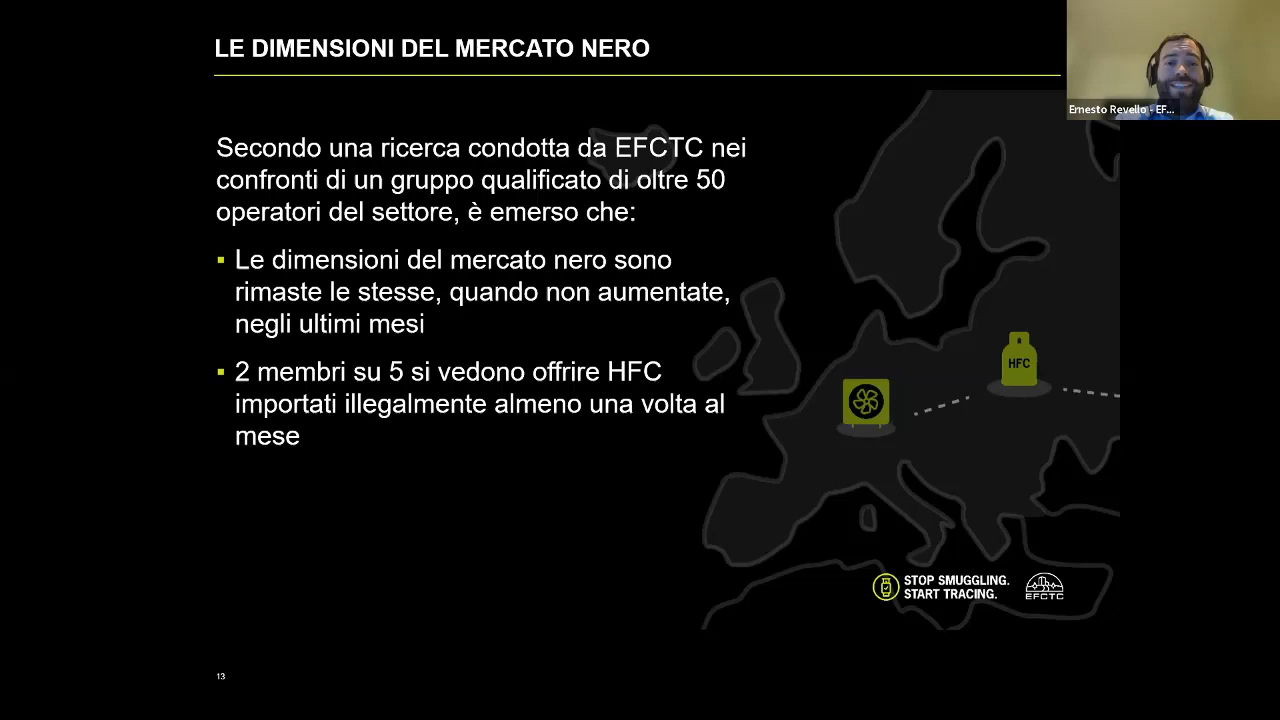 LE DIMENSIONI DEL MERCATO NERO
Ernesto Revello - EF...
Secondo una ricerca condotta da EFCTC nei
confronti di un gruppo qualificato di oltre 50
operatori del settore, è emerso che:
▪ Le dimensioni del mercato nero sono
rimaste le stesse, quando non aumentate,
negli ultimi mesi
▪ 2 membri su 5 si vedono offrire HFC
importati illegalmente almeno una volta al
mese
HFC
STOP SMUGGLING.
START TRACING.
EFCTC
13